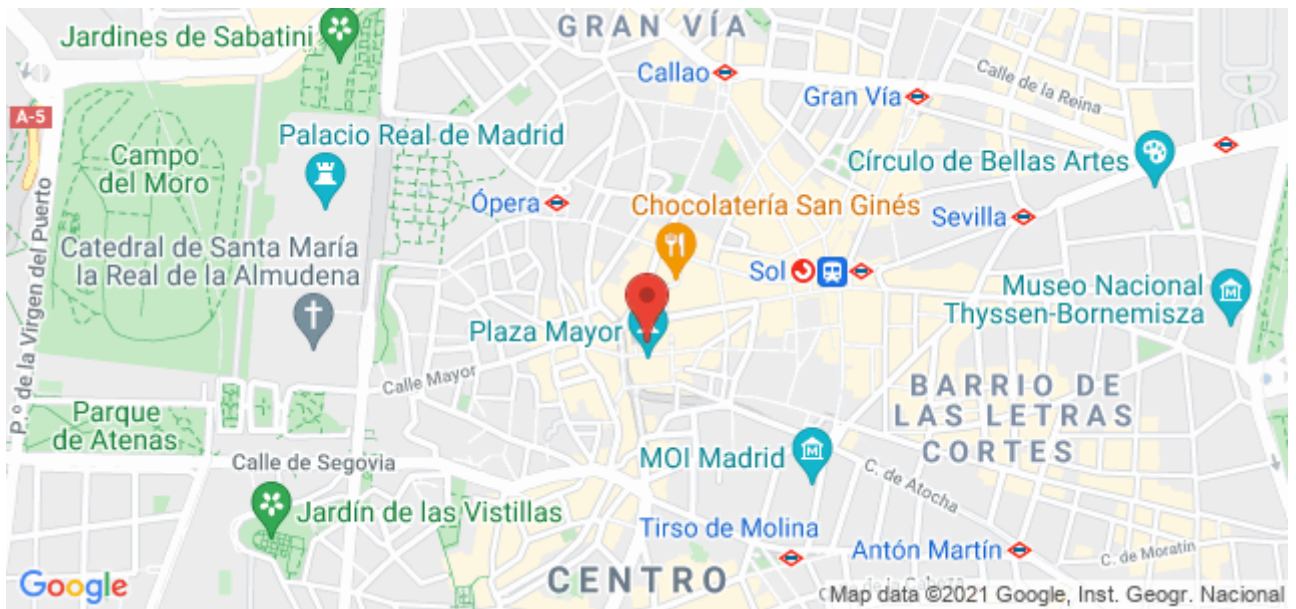 GRAN VÍA
Jardines de Sabatini
Callao
Calle de la Reina
Gran Vía
A-5
Palacio Real de Madrid
Círculo de Bellas Artes
Campo
del Moro
Ópera
Chocolatería San Ginés
Sevilla
P.º de la Virgen del Puerto
Catedral de Santa María
la Real de la Almudena
Sol
Museo Nacional
Thyssen-Bornemisza
Plaza Mayor
Calle Mayor
BARRIO DE
LAS LETRAS
CORTES
Parque
de Atenas
MOI Madrid
Calle de Segovia
C. de Atocha
Jardín de las Vistillas
Tirso de Molina
Antón Martín
C. de Moratín
CENTRO
Google
Map data ©2021 Google, Inst. Geogr. Nacional